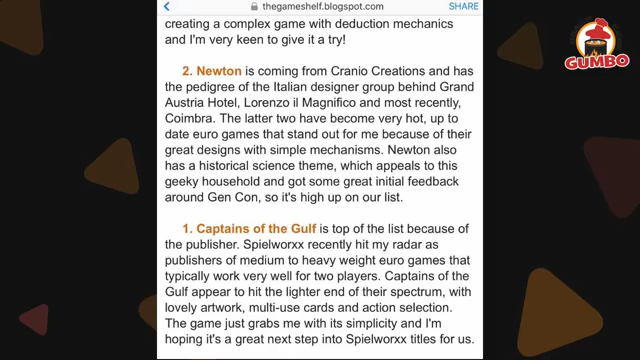 thegameshelf.blogspot.com
SHARE
creating a complex game with deduction mechanics
and I'm very keen to give it a try!
2. Newton is coming from Cranio Creations and has
the pedigree of the Italian designer group behind Grand
Austria Hotel, Lorenzo il Magnifico and most recently,
Coimbra. The latter two have become very hot, up to
date euro games that stand out for me because of their
great designs with simple mechanisms. Newton also
has a historical science theme, which appeals to this
geeky household and got some great initial feedback
around Gen Con, so it's high up on our list.
1. Captains of the Gulf is top of the list because of
the publisher. Spielworxx recently hit my radar as
publishers of medium to heavy weight euro games that
typically work very well for two players. Captains of the
Gulf appear to hit the lighter end of their spectrum, with
lovely artwork, multi-use cards and action selection.
The game just grabs me with its simplicity and I'm
hoping it's a great next step into Spielworxx titles for us.
GUMBO